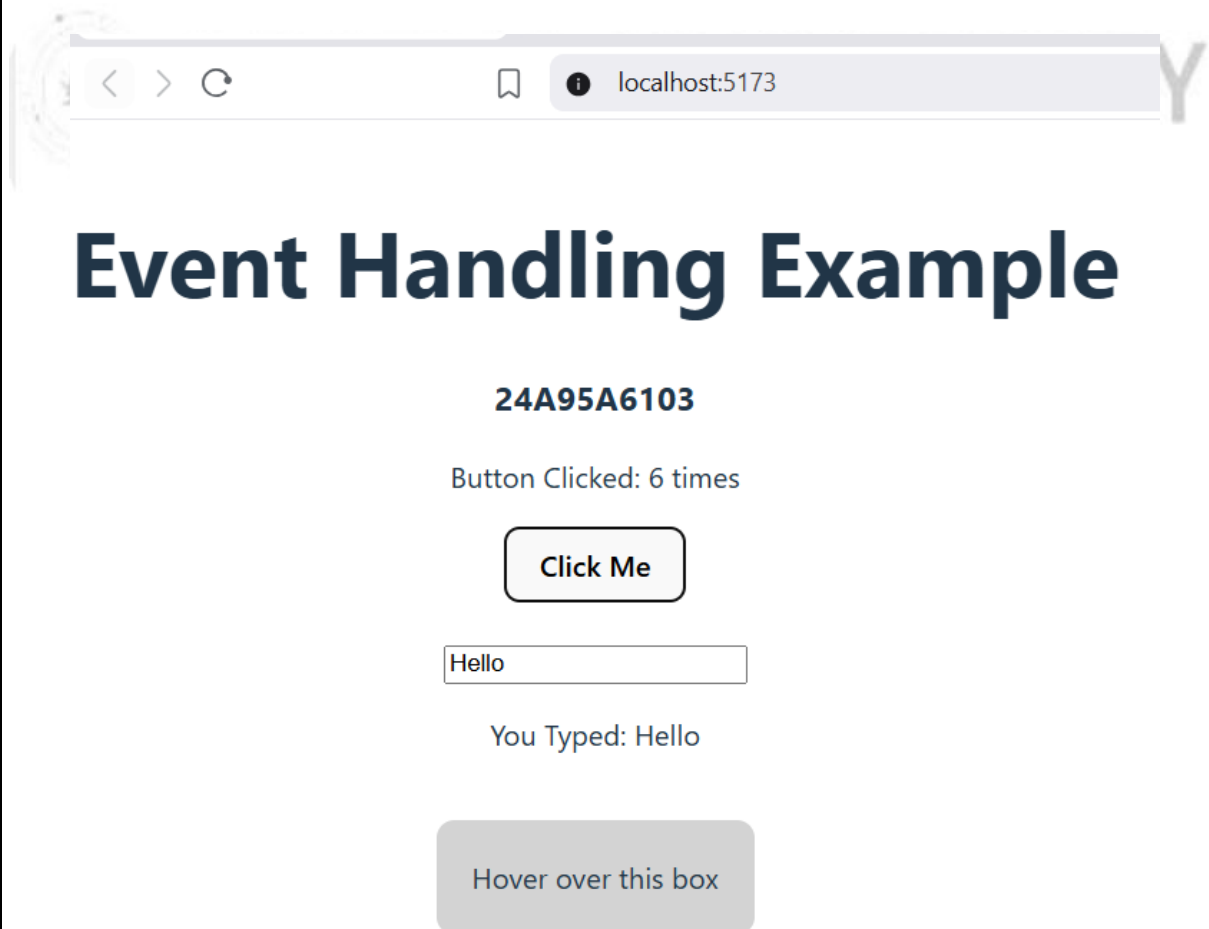 localhost:5173
Event Handling Example
24A95A6103
Button Clicked: 6 times
Click Me
Hello
You Typed: Hello
Hover over this box